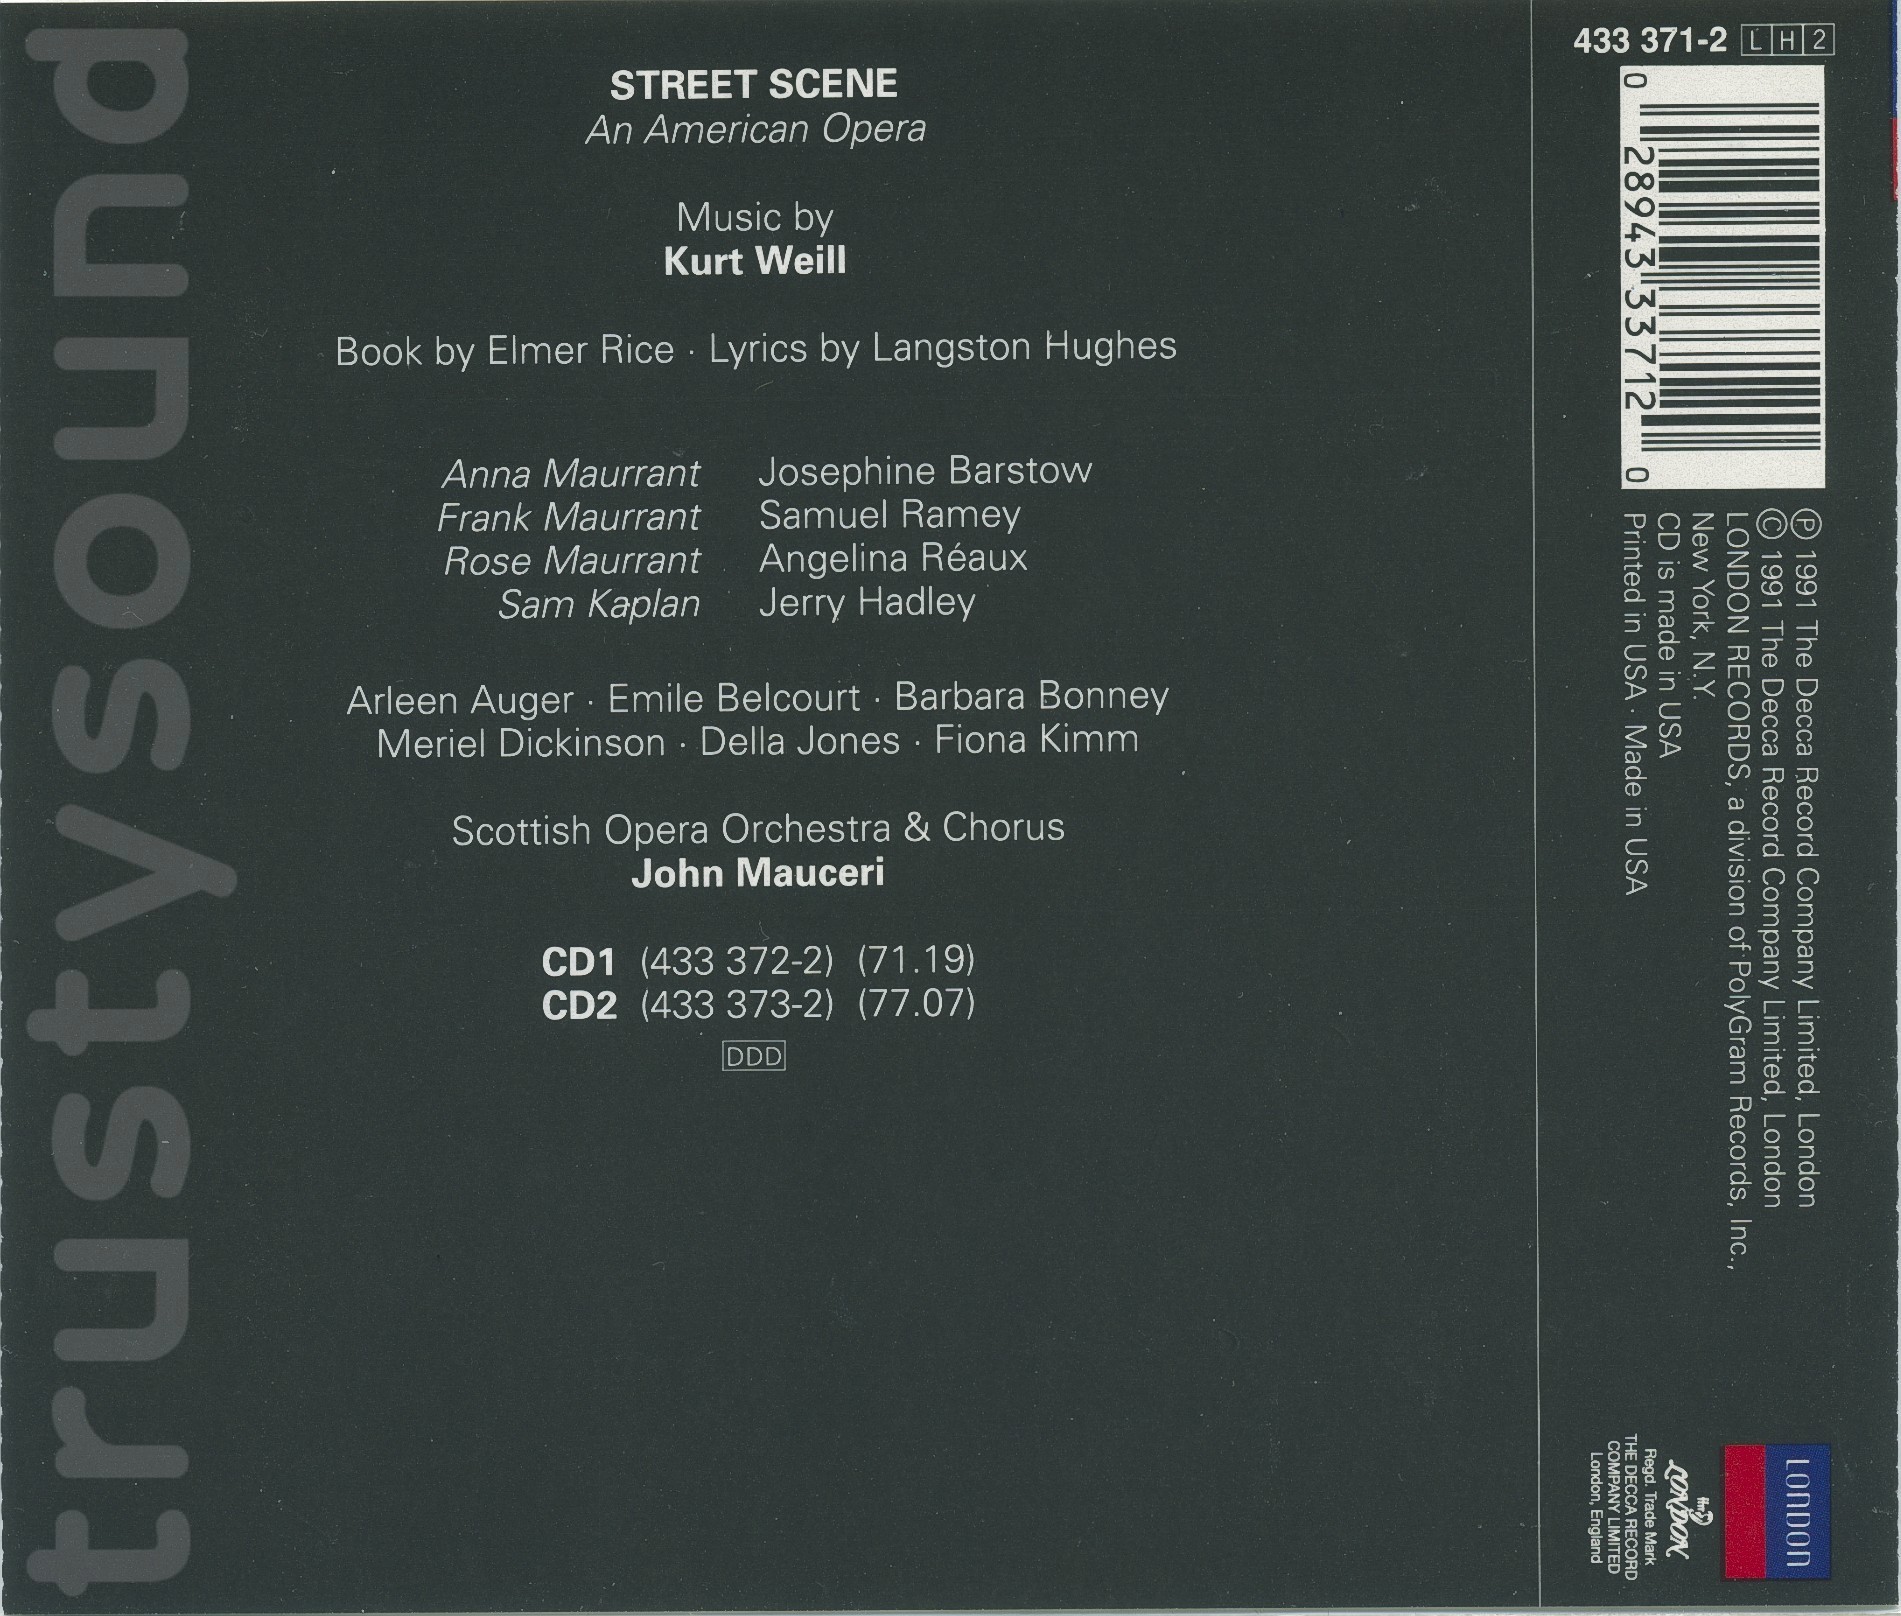 trustysound
STREET SCENE
An American Opera
Music by
Kurt Weill
Book by Elmer Rice · Lyrics by Langston Hughes
Anna Maurrant Josephine Barstow
Frank Maurrant Samuel Ramey
Rose Maurrant Angelina Réaux
Sam Kaplan Jerry Hadley
Arleen Auger · Emile Belcourt · Barbara Bonney
Meriel Dickinson · Della Jones · Fiona Kimm
Scottish Opera Orchestra & Chorus
John Mauceri
CD1 (433 372-2) (71.19)
CD2 (433 373-2) (77.07)
DDD
433 371-2 L H 2
0 28943 33712 0
Ⓟ 1991 The Decca Record Company Limited, London
© 1991 The Decca Record Company Limited, London
LONDON RECORDS, a division of PolyGram Records, Inc.,
New York, N.Y.
CD is made in USA
Printed in USA · Made in USA
LONDON
ffrr
LONDON
Regd. Trade Mark
THE DECCA RECORD
COMPANY LIMITED
London, England